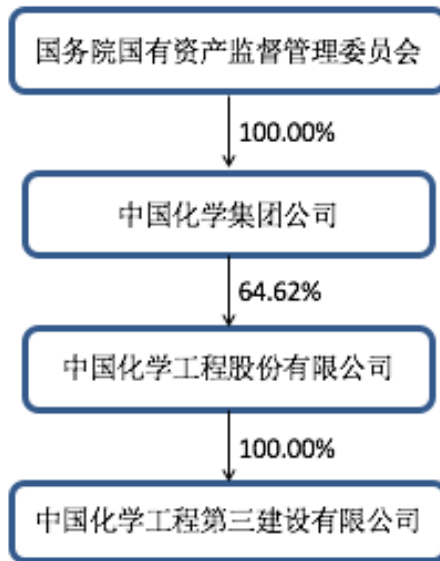 国务院国有资产监督管理委员会
100.00%
中国化学集团公司
64.62%
中国化学工程股份有限公司
100.00%
中国化学工程第三建设有限公司